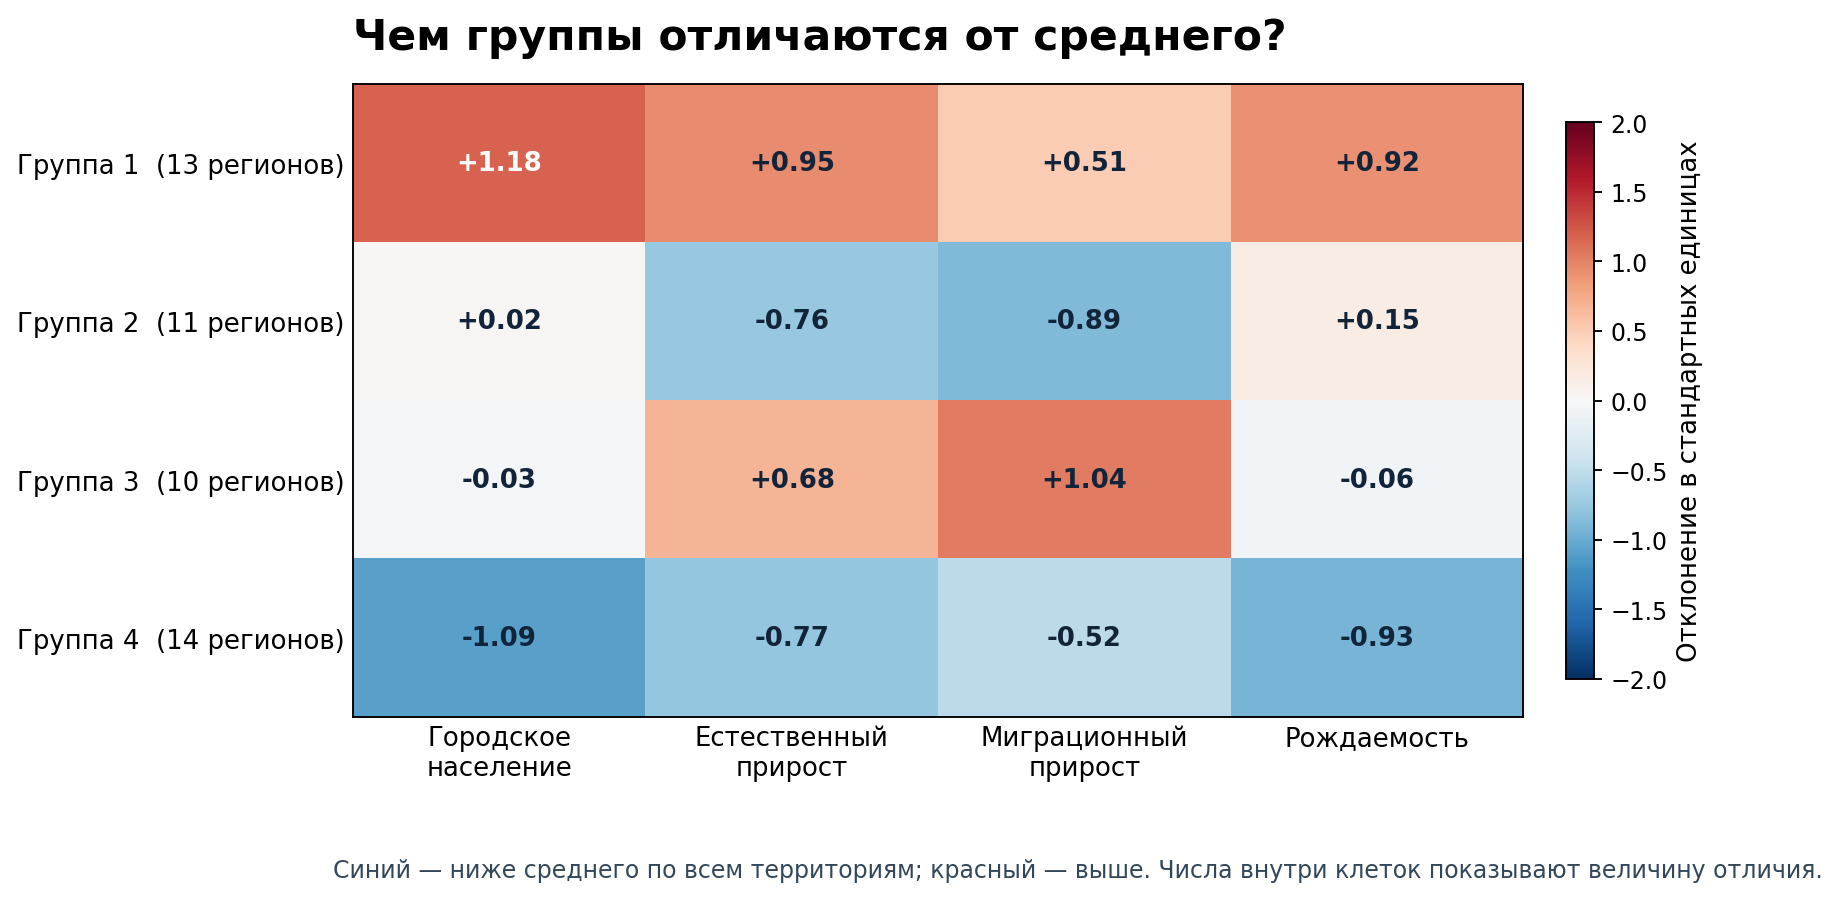 Чем группы отличаются от среднего?
Группа 1  (13 регионов)
+1.18
+0.95
+0.51
+0.92
Группа 2  (11 регионов)
+0.02
-0.76
-0.89
+0.15
Группа 3  (10 регионов)
-0.03
+0.68
+1.04
-0.06
Группа 4  (14 регионов)
-1.09
-0.77
-0.52
-0.93
Городское
население
Естественный
прирост
Миграционный
прирост
Рождаемость
2.0
1.5
1.0
0.5
0.0
−0.5
−1.0
−1.5
−2.0
Отклонение в стандартных единицах
Синий — ниже среднего по всем территориям; красный — выше. Числа внутри клеток показывают величину отличия.